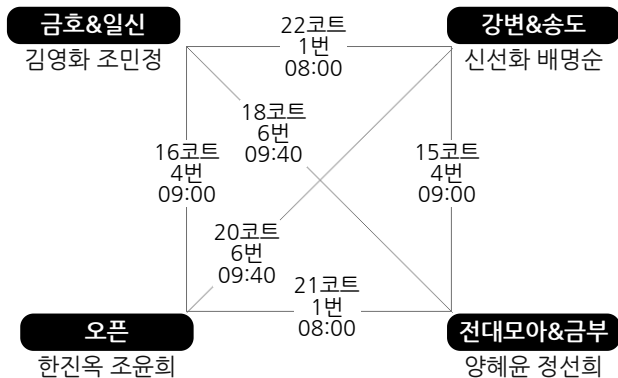 금호&일신
김영화 조민정
22코트
1번
08:00
강변&송도
신선화 배명순
18코트
6번
09:40
16코트
4번
09:00
15코트
4번
09:00
20코트
6번
09:40
21코트
1번
08:00
오픈
한진옥 조윤희
전대모아&금부
양혜윤 정선희